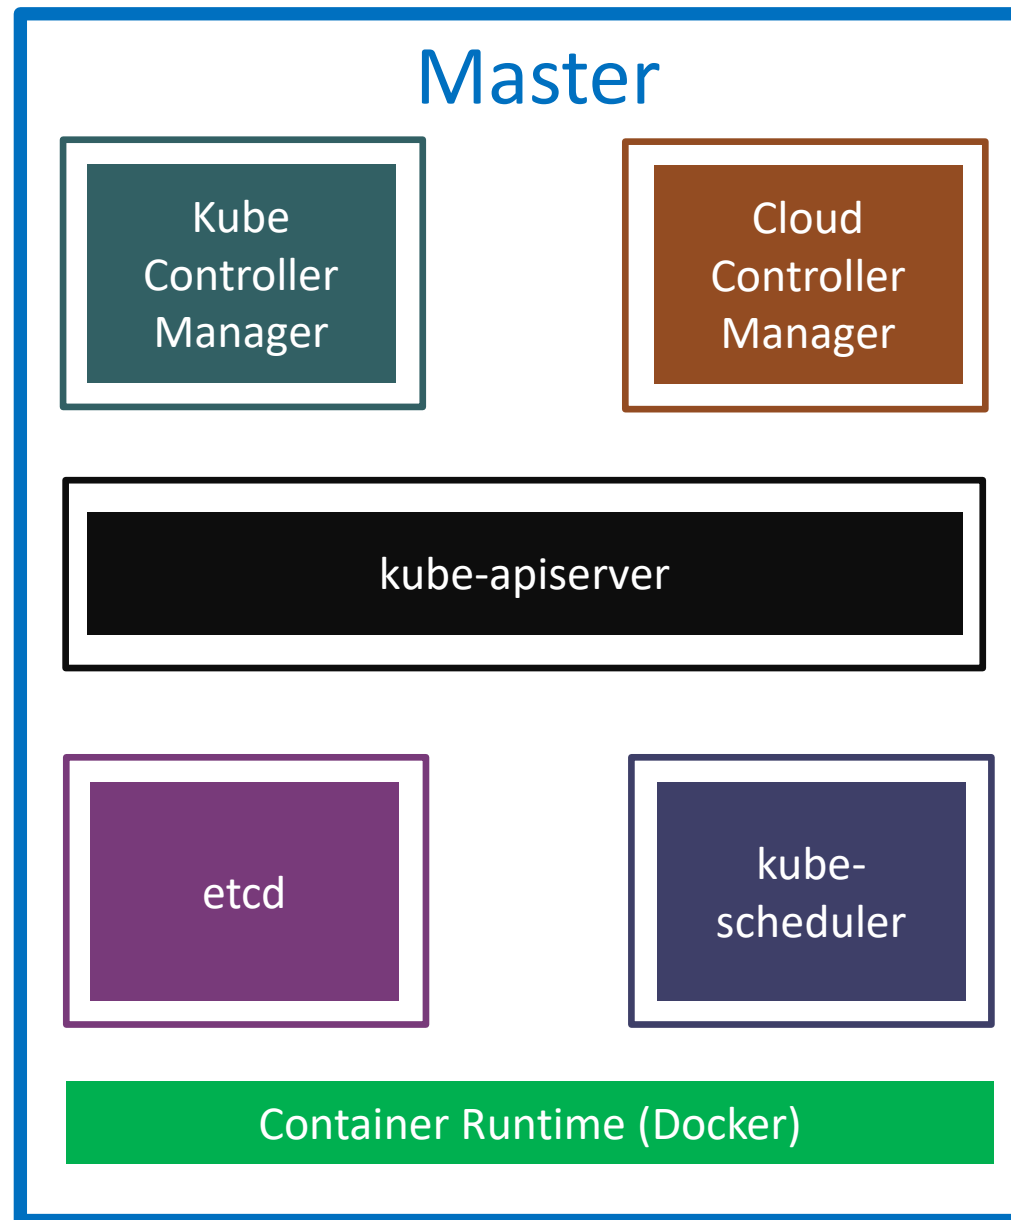 Master
Kube
Controller
Manager
Cloud
Controller
Manager
kube-apiserver
etcd
kube-
scheduler
Container Runtime (Docker)